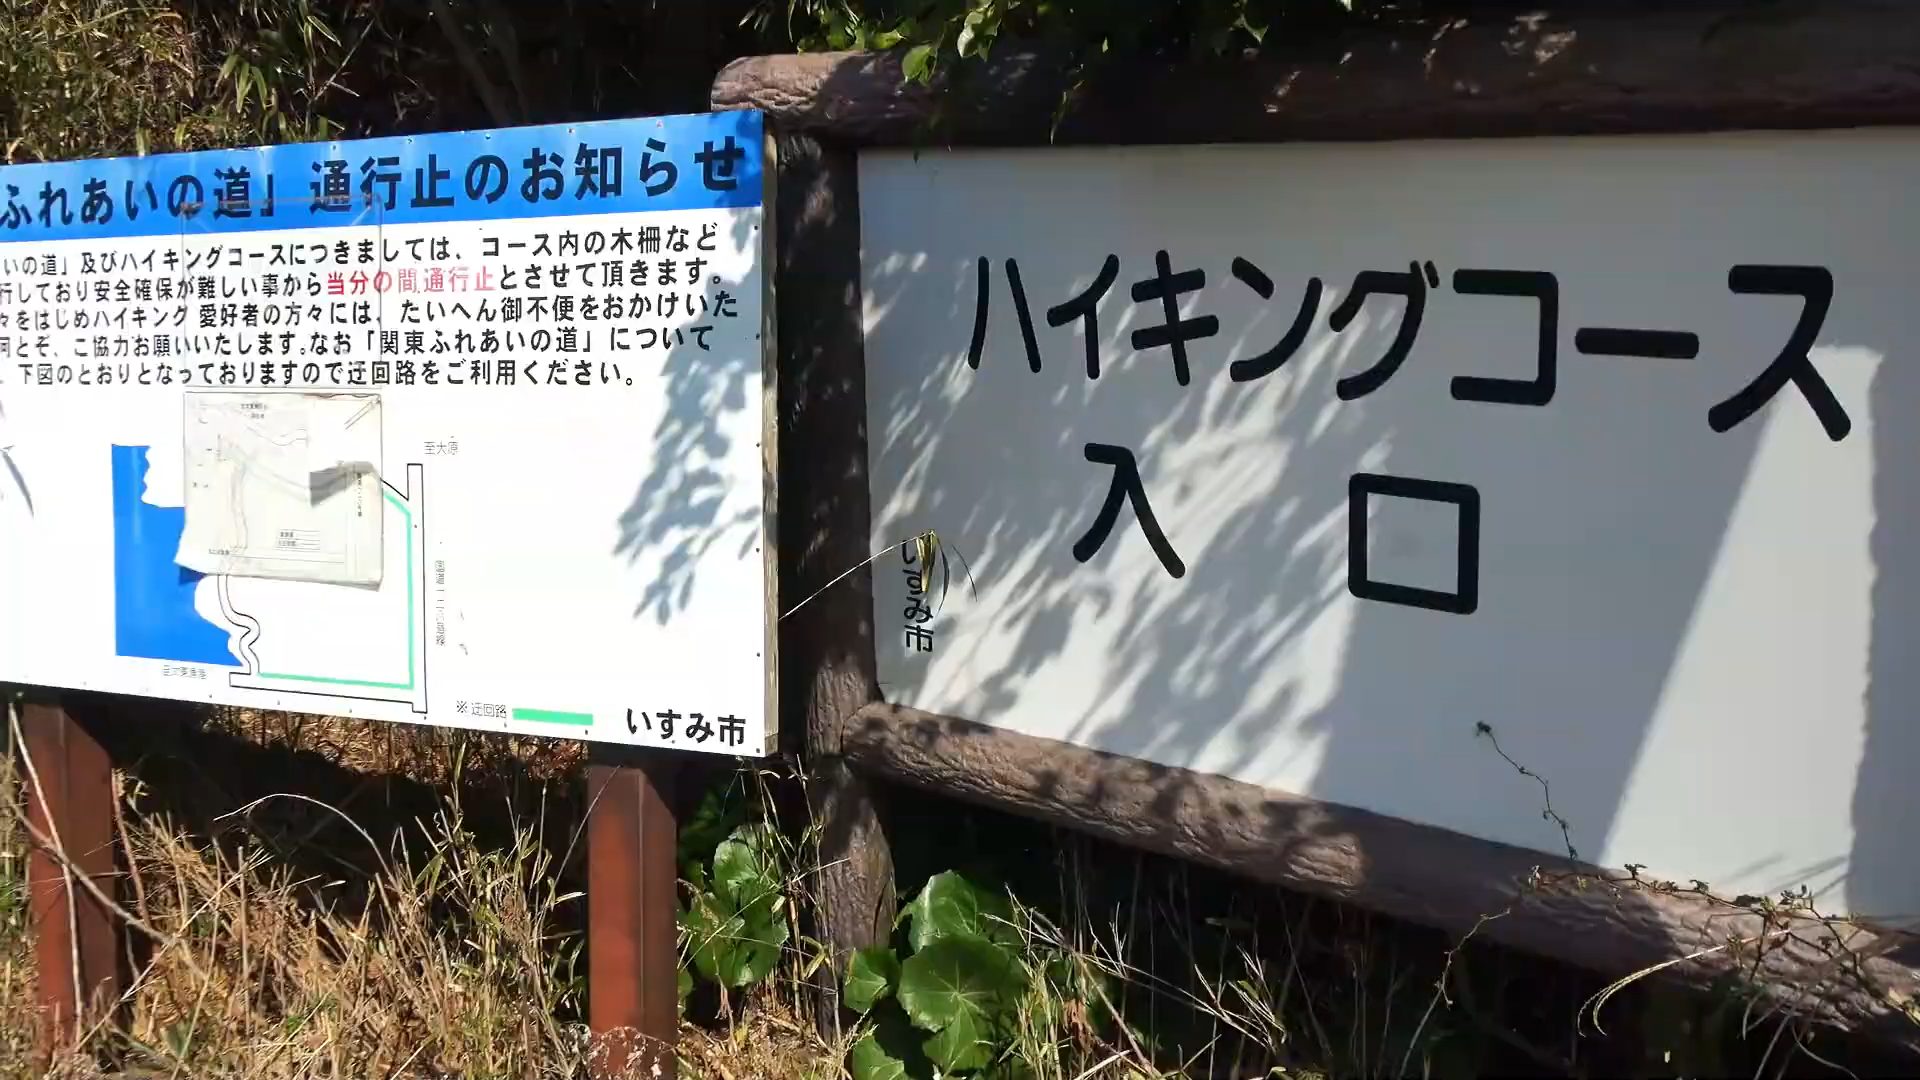 ふれあいの道」 通行止のお知らせ
いの道」及びハイキングコースにつきましては、コース内の木柵など
行しており安全確保が難しい事から当分の間通行止とさせて頂きます。
々をはじめハイキング愛好者の方々には、たいへん御不便をおかけいた
何とぞ、ご協力お願いいたします。なお「関東ふれあいの道」について
、下図のとおりとなっておりますので迂回路をご利用ください。
至大原
※迂回路
いすみ市
ハイキングコース
入口
いすみ市